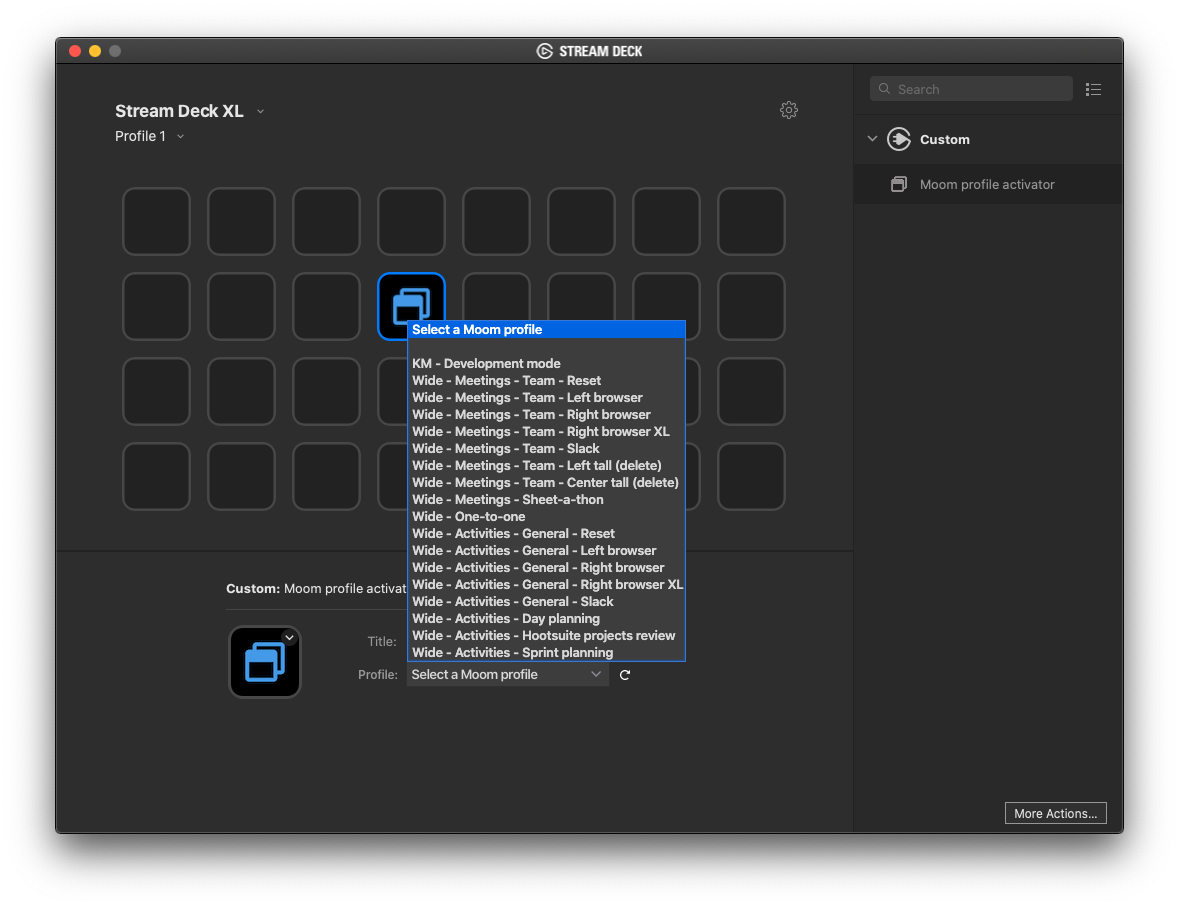 STREAM DECK
Stream Deck XL
Profile 1
Search
Custom
Moom profile activator
Select a Moom profile
KM - Development mode
Wide - Meetings - Team - Reset
Wide - Meetings - Team - Left browser
Wide - Meetings - Team - Right browser
Wide - Meetings - Team - Right browser XL
Wide - Meetings - Team - Slack
Wide - Meetings - Team - Left tall (delete)
Wide - Meetings - Team - Center tall (delete)
Wide - Meetings - Sheet-a-thon
Wide - One-to-one
Wide - Activities - General - Reset
Wide - Activities - General - Left browser
Wide - Activities - General - Right browser
Wide - Activities - General - Right browser XL
Wide - Activities - General - Slack
Wide - Activities - Day planning
Wide - Activities - Hootsuite projects review
Wide - Activities - Sprint planning
Custom: Moom profile activat
Title:
Profile: Select a Moom profile
More Actions...